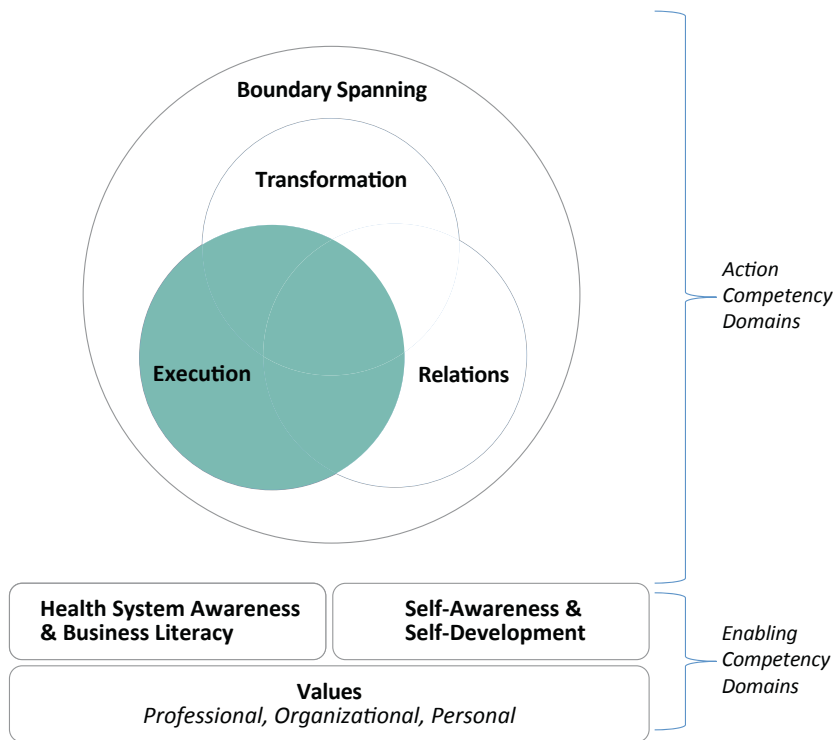 Boundary Spanning
Transformation
Execution
Relations
Action
Competency
Domains
Health System Awareness
& Business Literacy
Self-Awareness &
Self-Development
Values
Professional, Organizational, Personal
Enabling
Competency
Domains